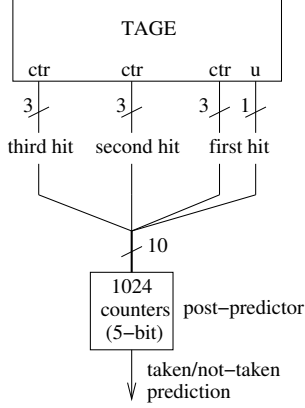 TAGE
ctr ctr ctr u
3 3 3 1
third hit second hit first hit
10
1024
counters
(5−bit)
post−predictor
taken/not−taken
prediction